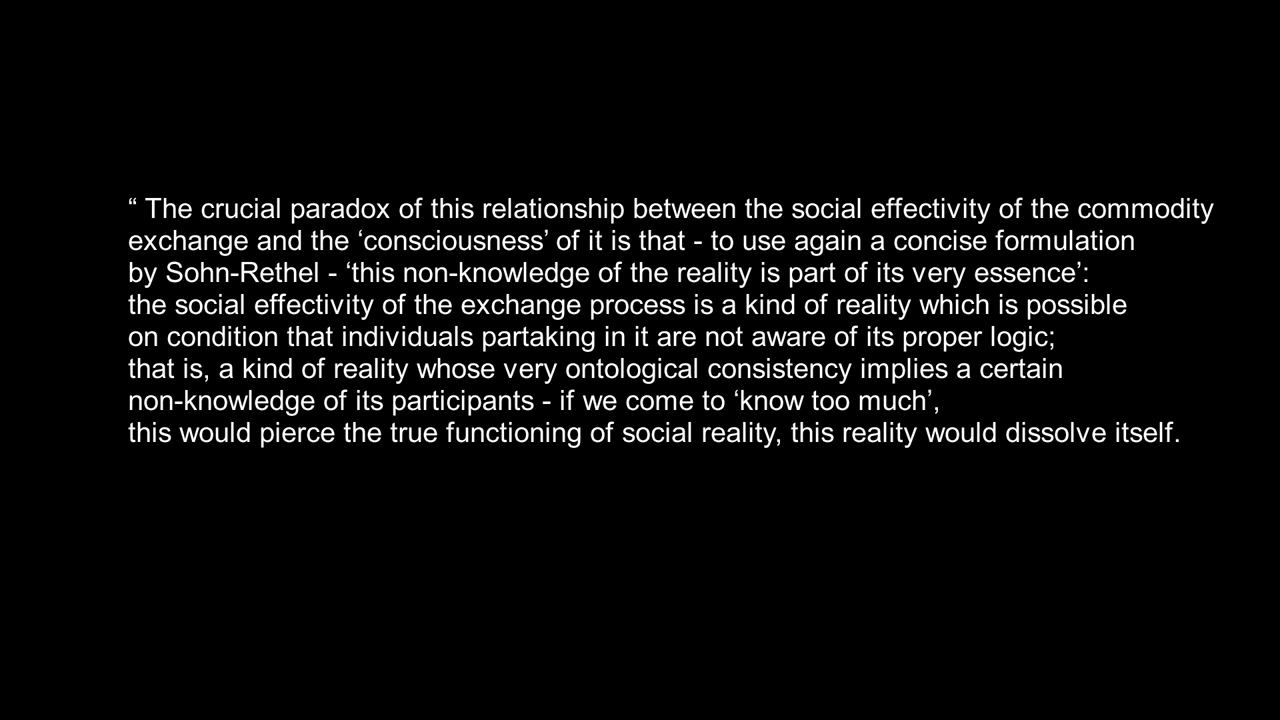 “ The crucial paradox of this relationship between the social effectivity of the commodity
exchange and the ‘consciousness’ of it is that - to use again a concise formulation
by Sohn-Rethel - ‘this non-knowledge of the reality is part of its very essence’:
the social effectivity of the exchange process is a kind of reality which is possible
on condition that individuals partaking in it are not aware of its proper logic;
that is, a kind of reality whose very ontological consistency implies a certain
non-knowledge of its participants - if we come to ‘know too much’,
this would pierce the true functioning of social reality, this reality would dissolve itself.